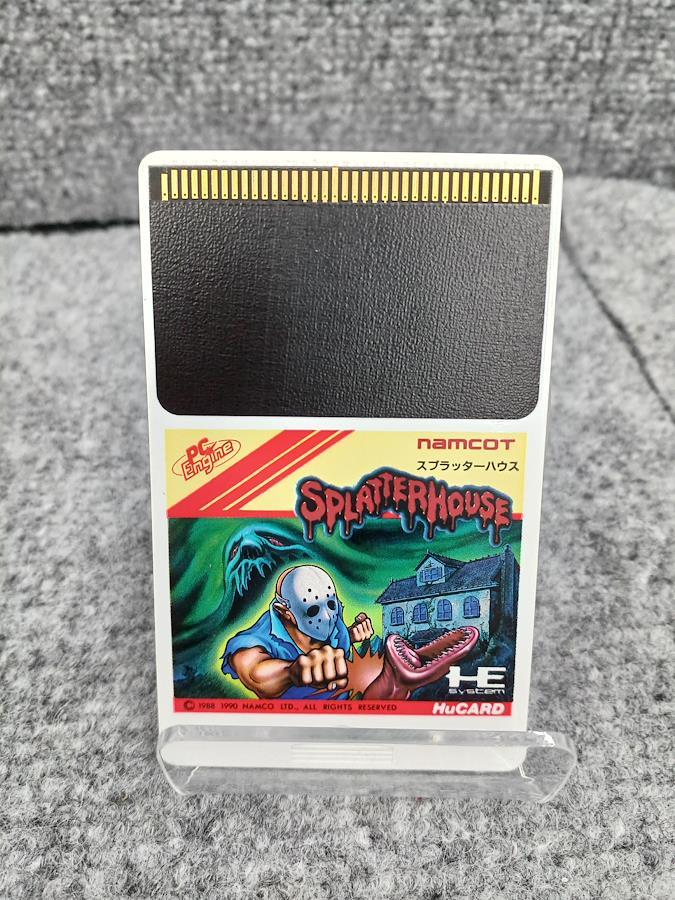 PC Engine
namcoT
スプラッターハウス
SPLATTERHOUSE
HE
system
© 1988 1990 NAMCO LTD., ALL RIGHTS RESERVED
HuCARD